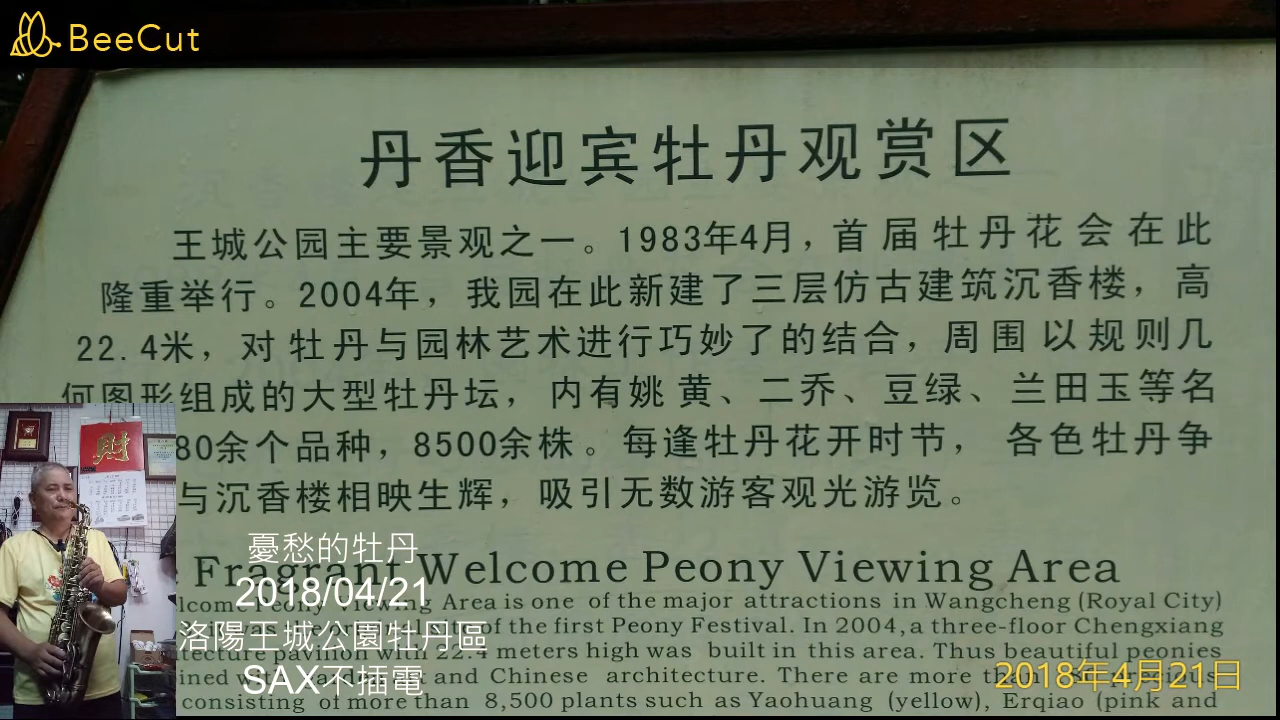 BeeCut
丹香迎宾牡丹观赏区
王城公园主要景观之一。1983年4月，首届牡丹花会在此
隆重举行。2004年，我园在此新建了三层仿古建筑沉香楼，高
22.4米，对牡丹与园林艺术进行巧妙了的结合，周围以规则几
何图形组成的大型牡丹坛，内有姚黄、二乔、豆绿、兰田玉等名
80余个品种，8500余株。每逢牡丹花开时节，各色牡丹争
与沉香楼相映生辉，吸引无数游客观光游览。
財
憂愁的牡丹
2018/04/21
洛陽王城公園牡丹區
SAX不插電
Fragrant Welcome Peony Viewing Area
Peony Viewing Area is one of the major attractions in Wangcheng (Royal City)
of the first Peony Festival. In 2004, a three-floor Chengxiang
pavilion with 22.4 meters high was built in this area. Thus beautiful peonies
and Chinese architecture. There are more than
consisting of more than 8,500 plants such as Yaohuang (yellow), Erqiao (pink and
2018年4月21日